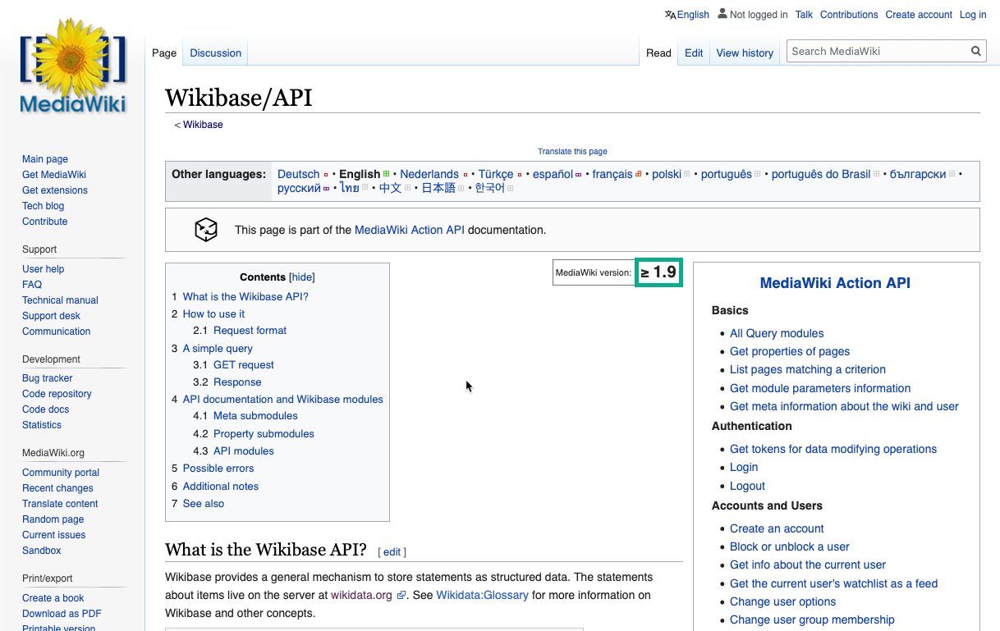 English Not logged in Talk Contributions Create account Log in
Page Discussion Read Edit View history Search MediaWiki
MediaWiki
Main page
Get MediaWiki
Get extensions
Tech blog
Contribute
Support
User help
FAQ
Technical manual
Support desk
Communication
Development
Bug tracker
Code repository
Code docs
Statistics
MediaWiki.org
Community portal
Recent changes
Translate content
Random page
Current issues
Sandbox
Print/export
Create a book
Download as PDF
Printable version
Wikibase/API
< Wikibase
Translate this page
Other languages: Deutsch • English • Nederlands • Türkçe • español • français • polski • português • português do Brasil • български •
русский • ไทย • 中文 • 日本語 • 한국어
This page is part of the MediaWiki Action API documentation.
Contents [hide]
1 What is the Wikibase API?
2 How to use it
2.1 Request format
3 A simple query
3.1 GET request
3.2 Response
4 API documentation and Wikibase modules
4.1 Meta submodules
4.2 Property submodules
4.3 API modules
5 Possible errors
6 Additional notes
7 See also
MediaWiki version: ≥ 1.9
What is the Wikibase API? [ edit ]
Wikibase provides a general mechanism to store statements as structured data. The statements
about items live on the server at wikidata.org . See Wikidata:Glossary for more information on
Wikibase and other concepts.
MediaWiki Action API
Basics
• All Query modules
• Get properties of pages
• List pages matching a criterion
• Get module parameters information
• Get meta information about the wiki and user
Authentication
• Get tokens for data modifying operations
• Login
• Logout
Accounts and Users
• Create an account
• Block or unblock a user
• Get info about the current user
• Get the current user's watchlist as a feed
• Change user options
• Change user group membership